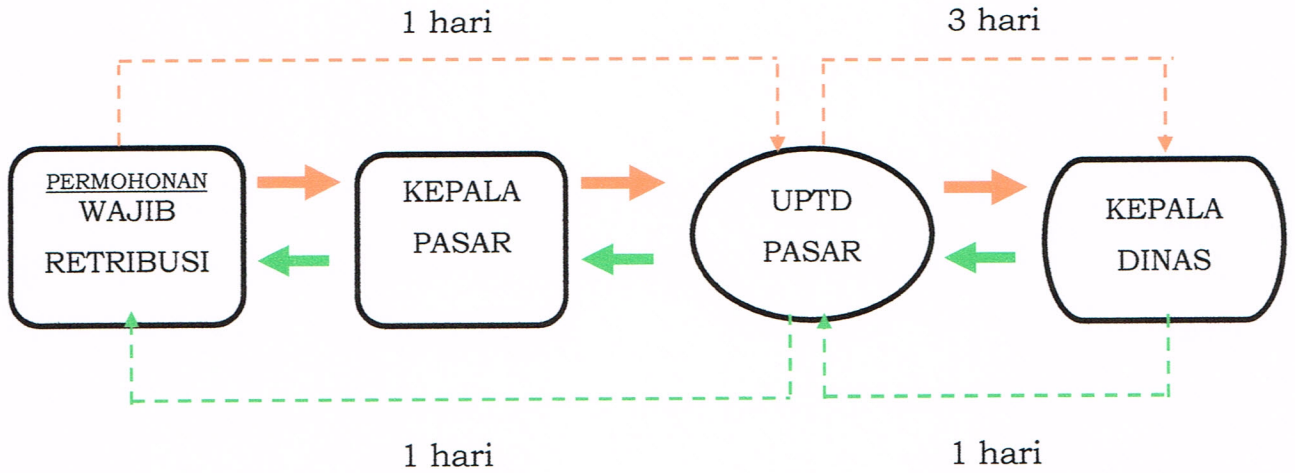 1 hari
3 hari
PERMOHONAN
WAJIB
RETRIBUSI
KEPALA
PASAR
UPTD
PASAR
KEPALA
DINAS
1 hari
1 hari